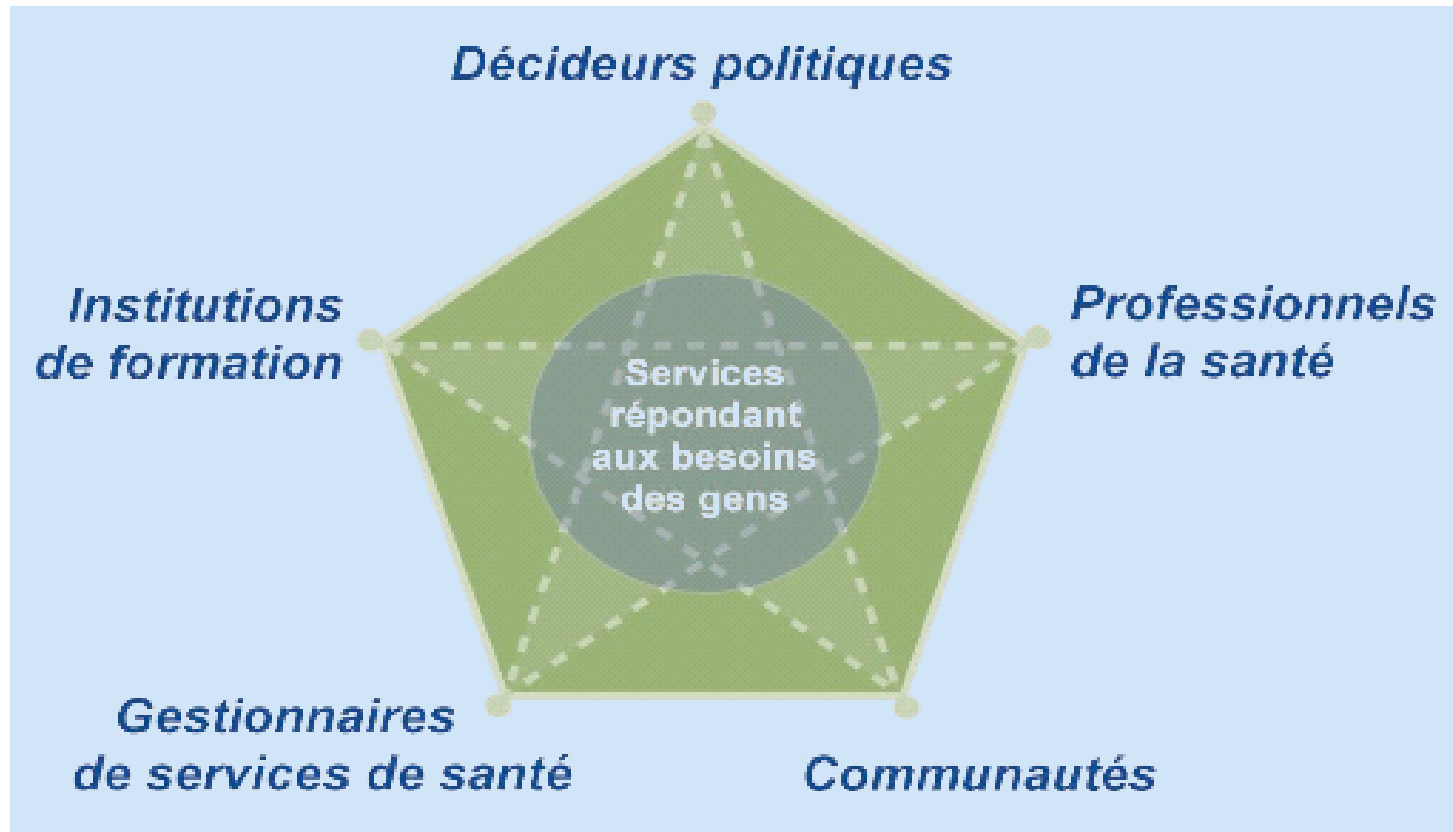 Décideurs politiques
Institutions
de formation
Professionnels
de la santé
Services
répondant
aux besoins
des gens
Gestionnaires
de services de santé
Communautés